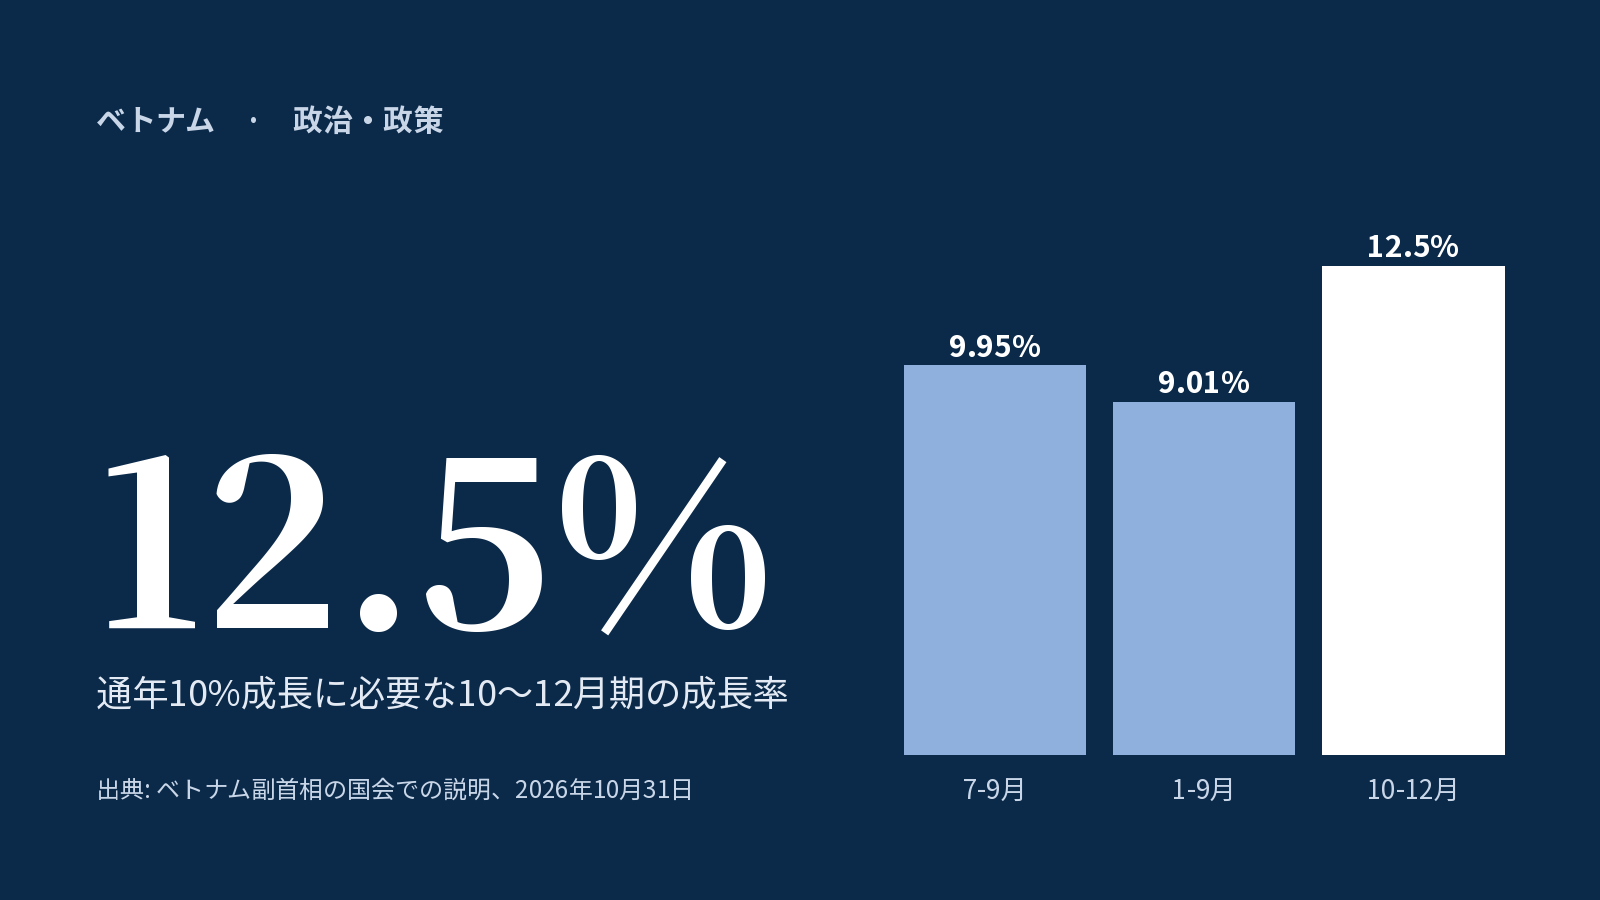 ベトナム · 政治・政策
12.5%
通年10%成長に必要な10〜12月期の成長率
出典: ベトナム副首相の国会での説明、2026年10月31日
9.95%
9.01%
12.5%
7-9月
1-9月
10-12月